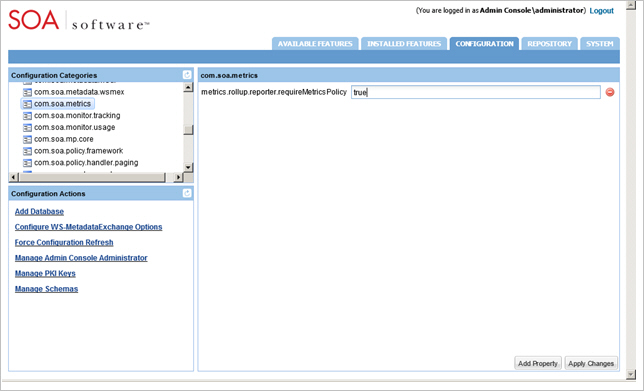 (You are logged in as Admin Console\administrator) Logout
SOA software™
AVAILABLE FEATURES INSTALLED FEATURES CONFIGURATION REPOSITORY SYSTEM
Configuration Categories
com.soa.metadata.wsmex
com.soa.metrics
com.soa.monitor.tracking
com.soa.monitor.usage
com.soa.mp.core
com.soa.policy.framework
com.soa.policy.handler.paging
Configuration Actions
Add Database
Configure WS-MetadataExchange Options
Force Configuration Refresh
Manage Admin Console Administrator
Manage PKI Keys
Manage Schemas
com.soa.metrics
metrics.rollup.reporter.requireMetricsPolicy true
Add Property Apply Changes